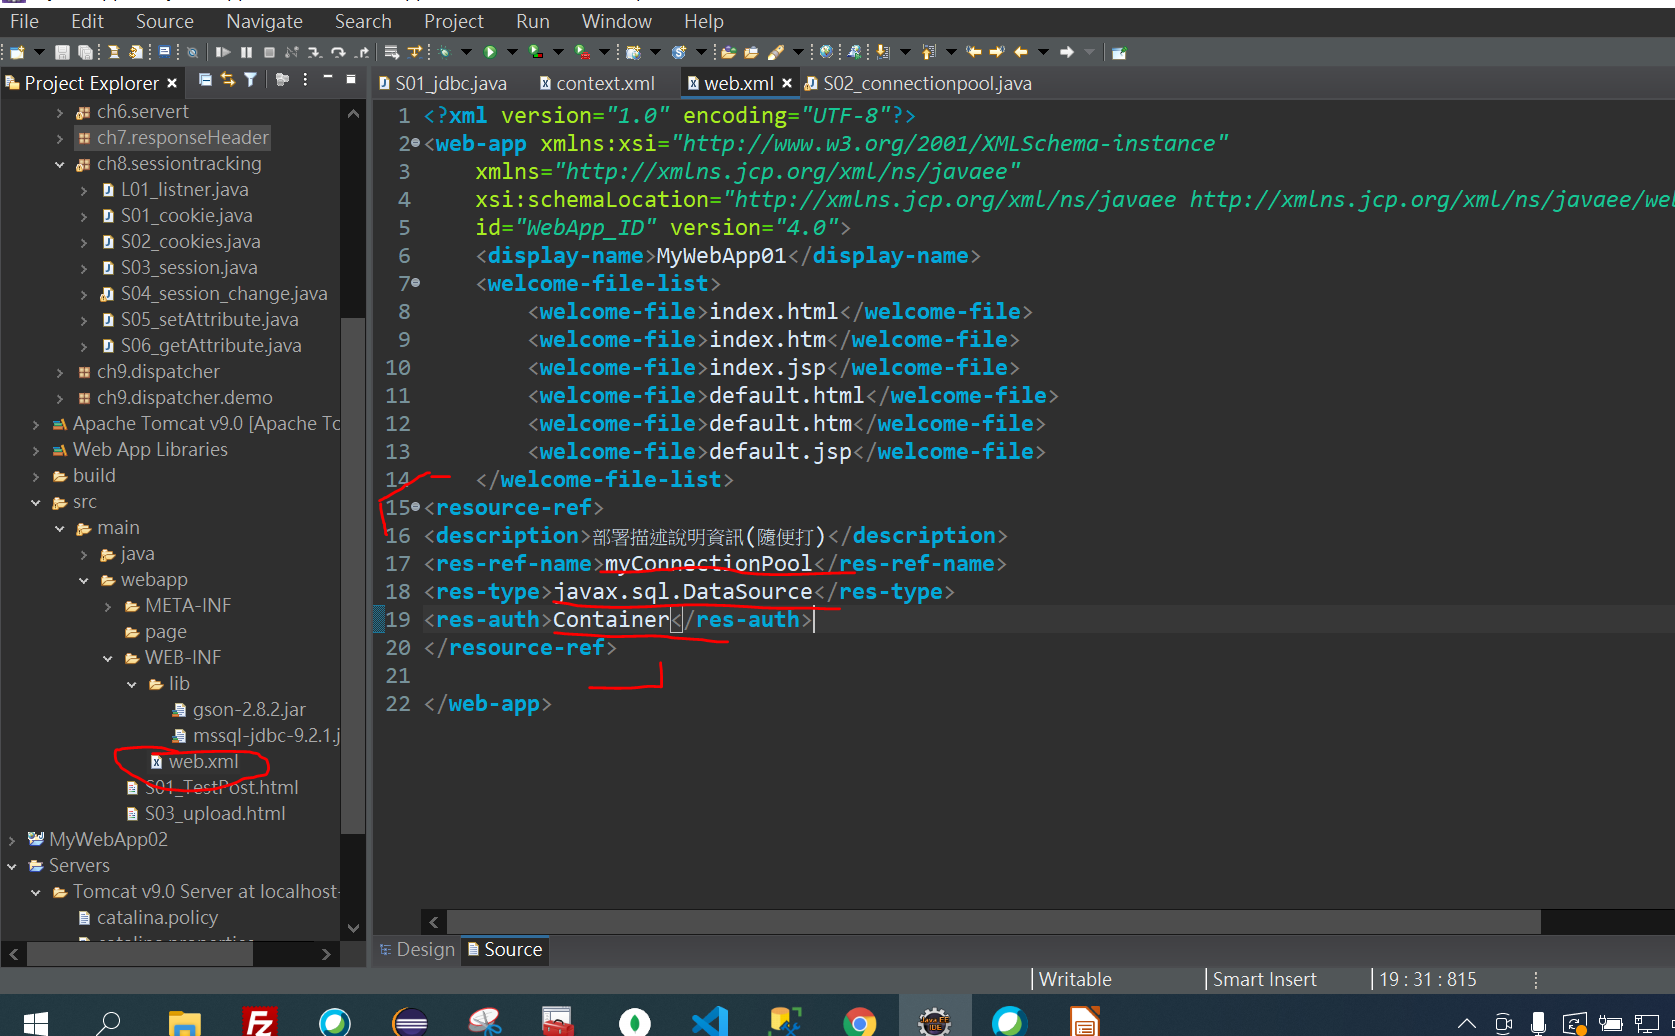 File Edit Source Navigate Search Project Run Window Help
Project Explorer
S01_jdbc.java context.xml web.xml S02_connectionpool.java
ch6.servert
ch7.responseHeader
ch8.sessiontracking
L01_listner.java
S01_cookie.java
S02_cookies.java
S03_session.java
S04_session_change.java
S05_setAttribute.java
S06_getAttribute.java
ch9.dispatcher
ch9.dispatcher.demo
Apache Tomcat v9.0 [Apache Tc
Web App Libraries
build
src
main
java
webapp
META-INF
page
WEB-INF
lib
gson-2.8.2.jar
mssql-jdbc-9.2.1.j
web.xml
S01_TestPost.html
S03_upload.html
MyWebApp02
Servers
Tomcat v9.0 Server at localhost-
catalina.policy
1 <?xml version="1.0" encoding="UTF-8"?>
2 <web-app xmlns:xsi="http://www.w3.org/2001/XMLSchema-instance"
3 xmlns="http://xmlns.jcp.org/xml/ns/javaee"
4 xsi:schemaLocation="http://xmlns.jcp.org/xml/ns/javaee http://xmlns.jcp.org/xml/ns/javaee/we
5 id="WebApp_ID" version="4.0">
6 <display-name>MyWebApp01</display-name>
7 <welcome-file-list>
8 <welcome-file>index.html</welcome-file>
9 <welcome-file>index.htm</welcome-file>
10 <welcome-file>index.jsp</welcome-file>
11 <welcome-file>default.html</welcome-file>
12 <welcome-file>default.htm</welcome-file>
13 <welcome-file>default.jsp</welcome-file>
14 </welcome-file-list>
15 <resource-ref>
16 <description>部署描述說明資訊(隨便打)</description>
17 <res-ref-name>myConnectionPool</res-ref-name>
18 <res-type>javax.sql.DataSource</res-type>
19 <res-auth>Container</res-auth>
20 </resource-ref>
21
22 </web-app>
Design Source
Writable Smart Insert 19 : 31 : 815